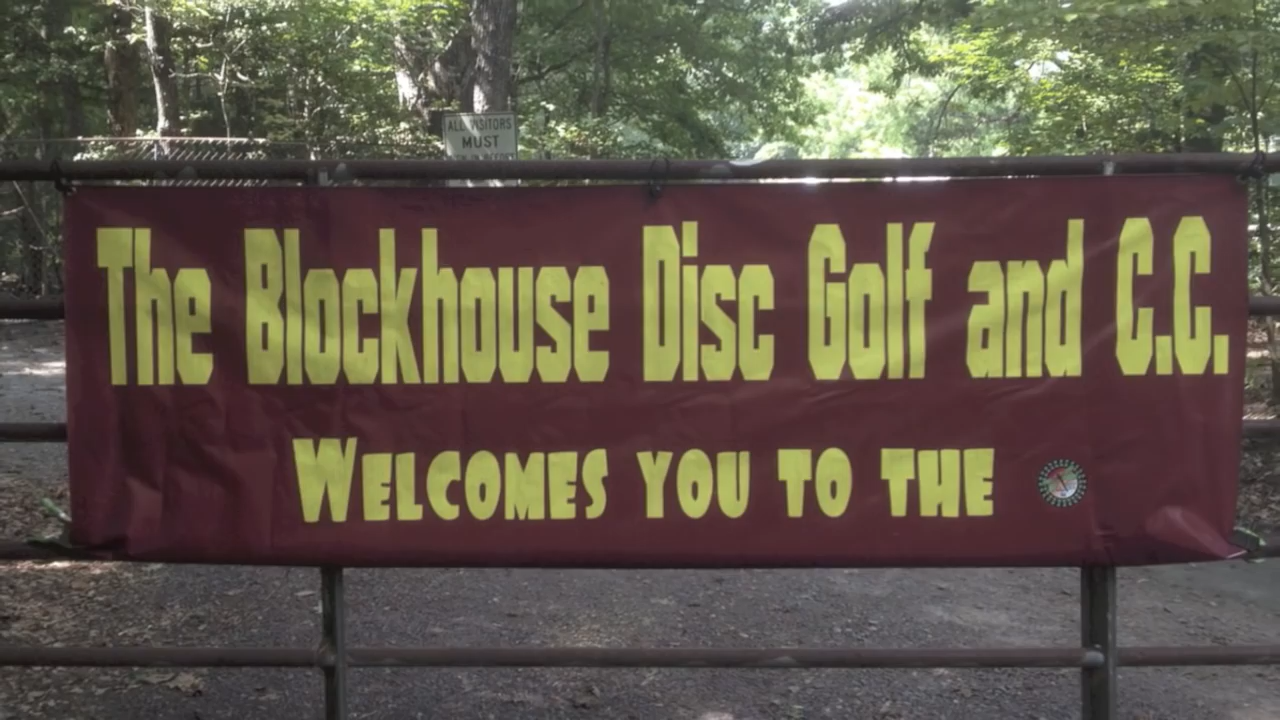 ALL VISITORS
MUST
The Blockhouse Disc Golf and C.C.
WELCOMES YOU TO THE